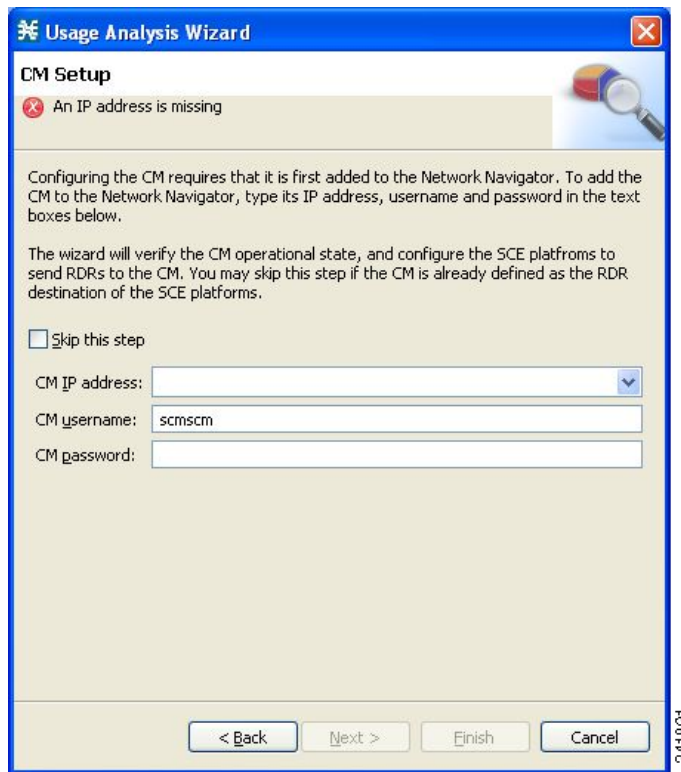 Usage Analysis Wizard
CM Setup
An IP address is missing
Configuring the CM requires that it is first added to the Network Navigator. To add the
CM to the Network Navigator, type its IP address, username and password in the text
boxes below.
The wizard will verify the CM operational state, and configure the SCE platfroms to
send RDRs to the CM. You may skip this step if the CM is already defined as the RDR
destination of the SCE platforms.
Skip this step
CM IP address:
CM username: scmscm
CM password:
< Back Next > Finish Cancel